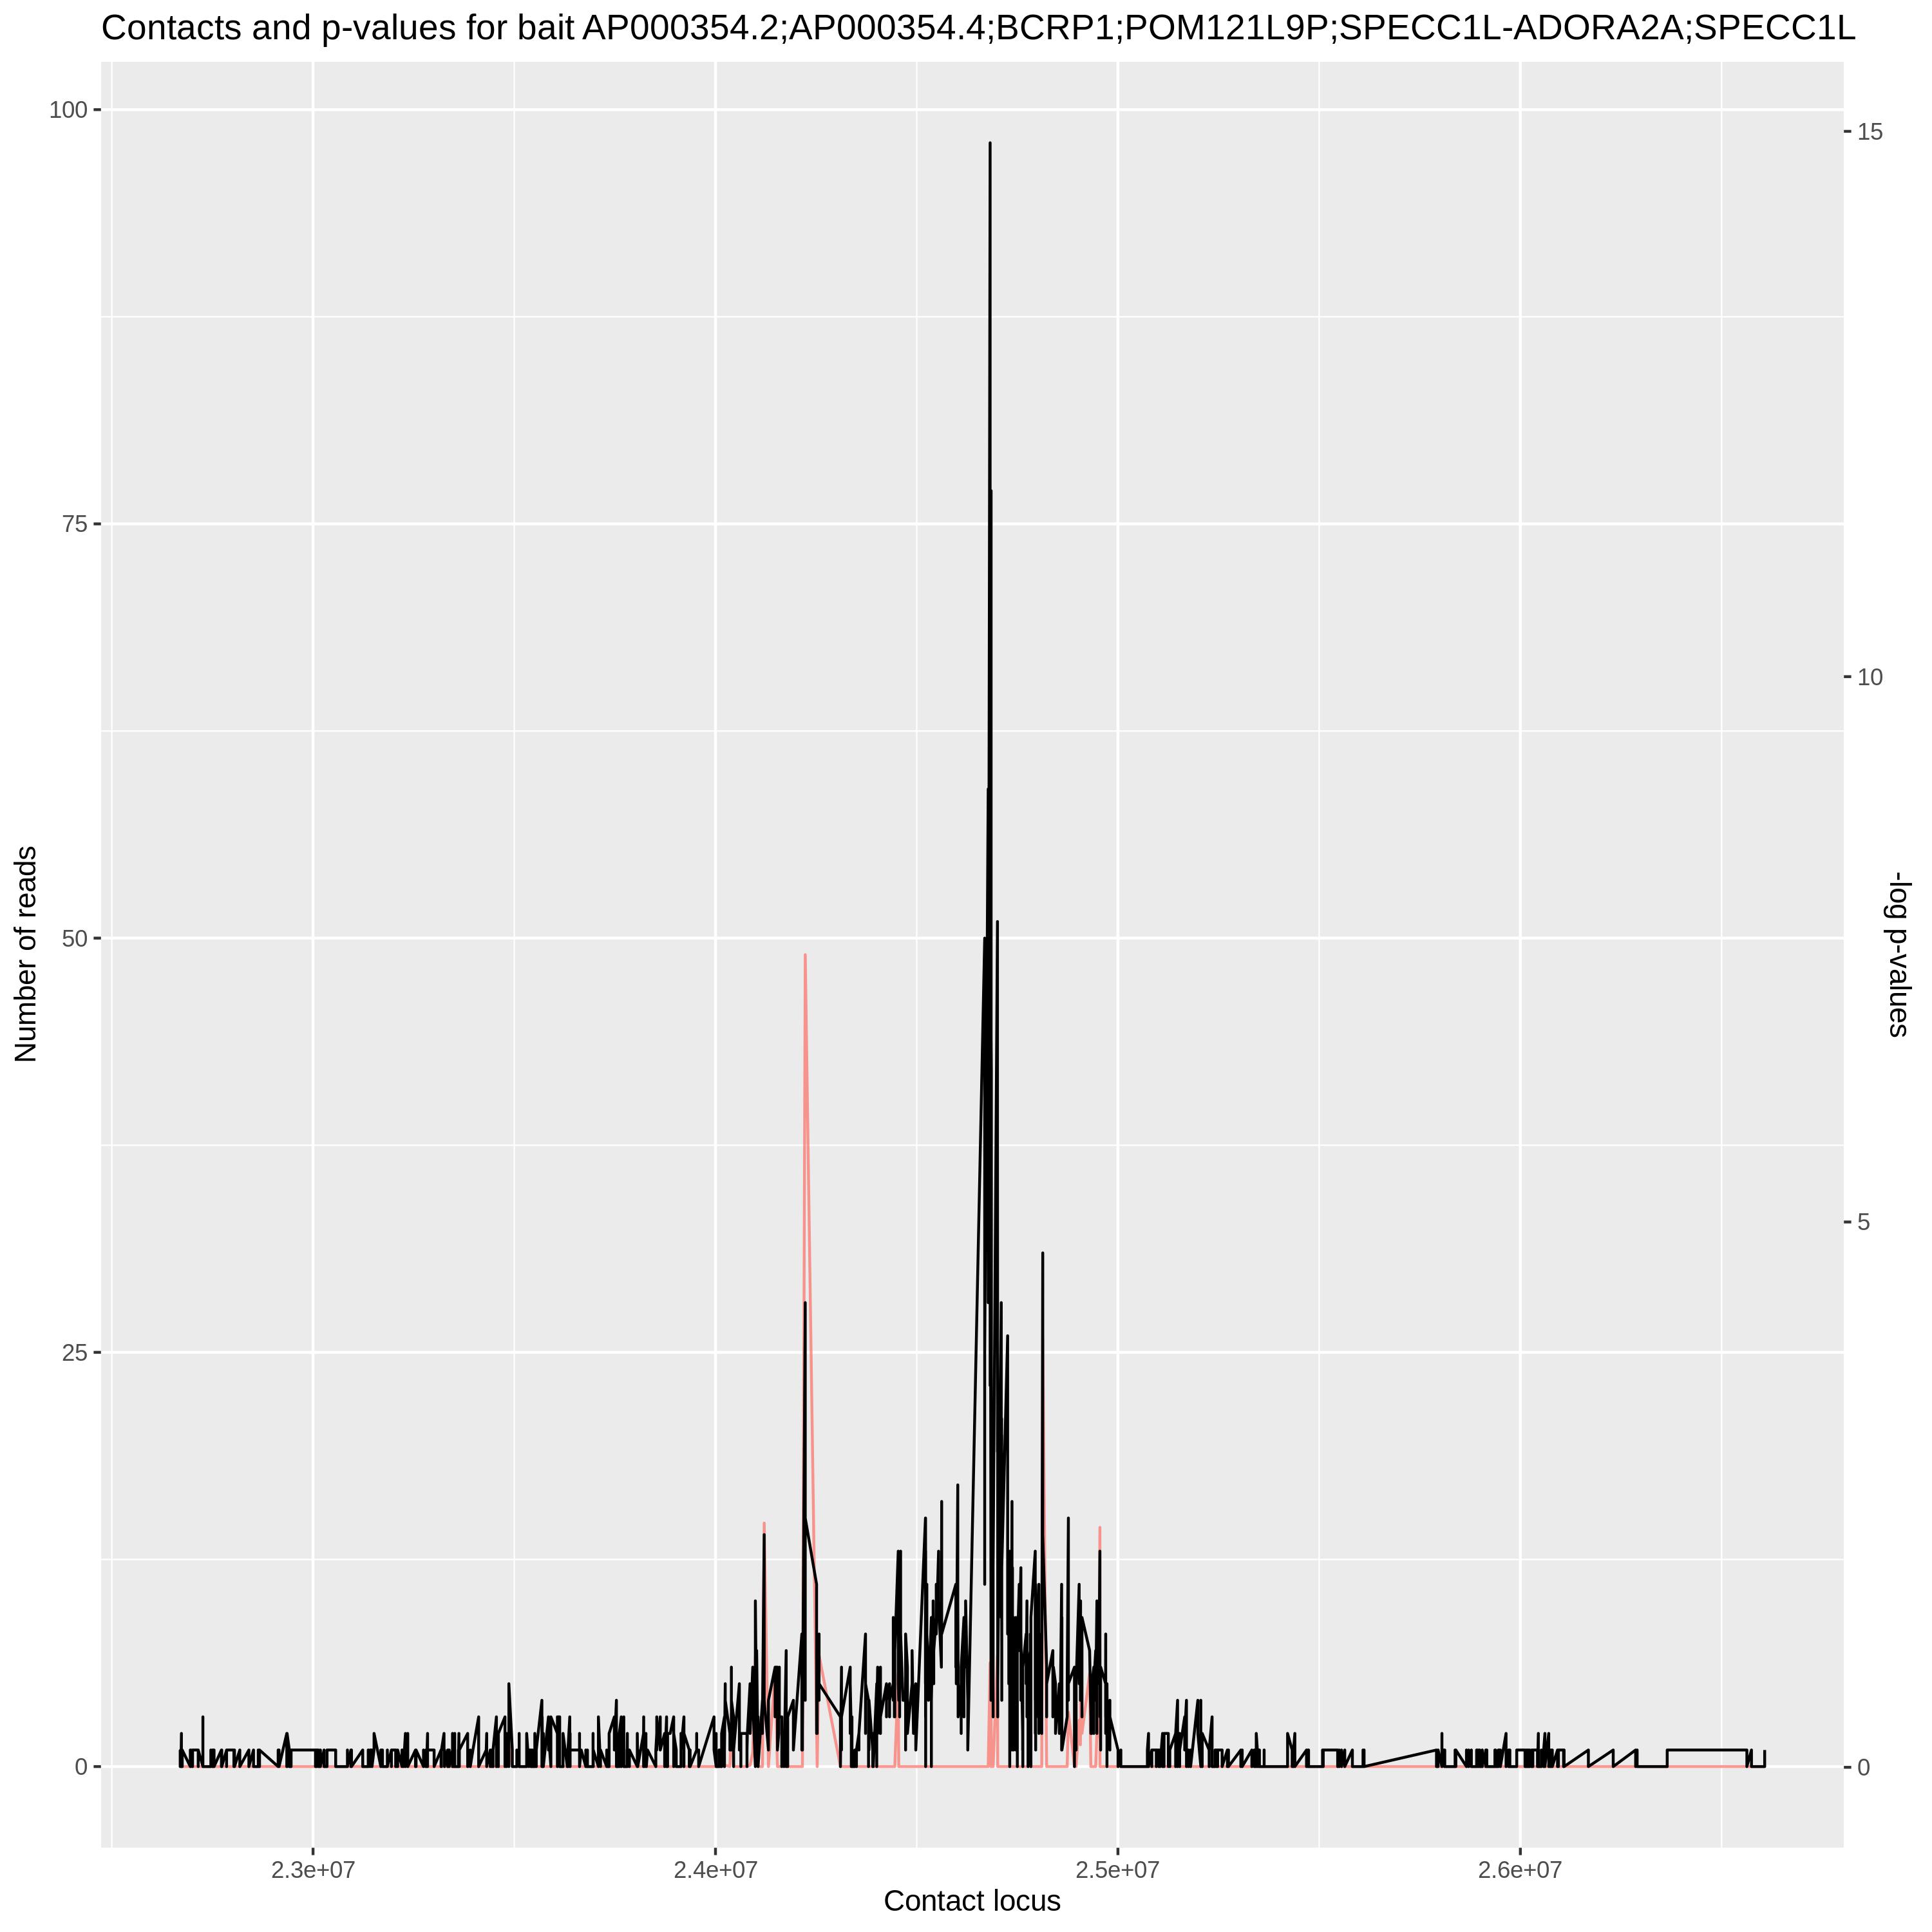 Contacts and p-values for bait AP000354.2;AP000354.4;BCRP1;POM121L9P;SPECC1L-ADORA2A;SPECC1L
100
75
50
25
0
Number of reads
15
10
5
0
-log p-values
2.3e+07
2.4e+07
2.5e+07
2.6e+07
Contact locus